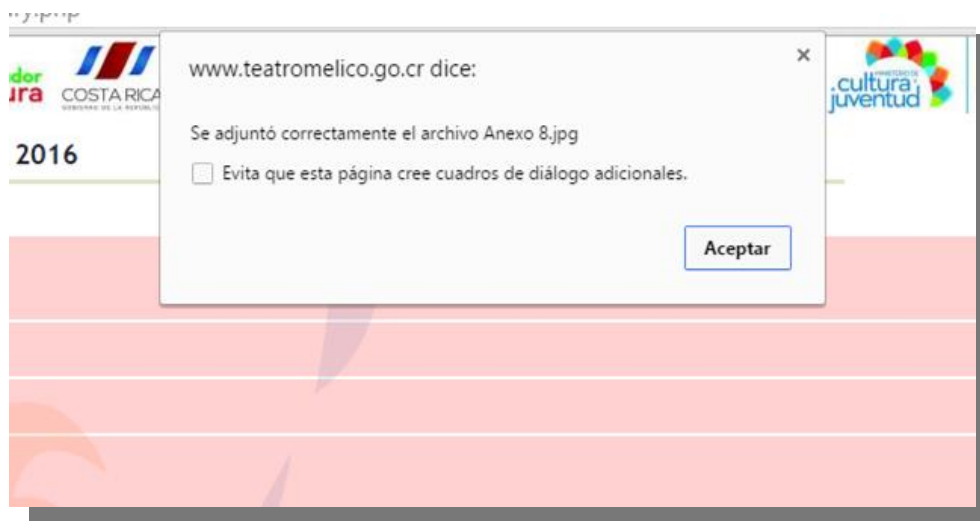 www.teatromelico.go.cr dice:
Se adjuntó correctamente el archivo Anexo 8.jpg
Evita que esta página cree cuadros de diálogo adicionales.
Aceptar
COSTA RICA
cultura y
juventud
2016